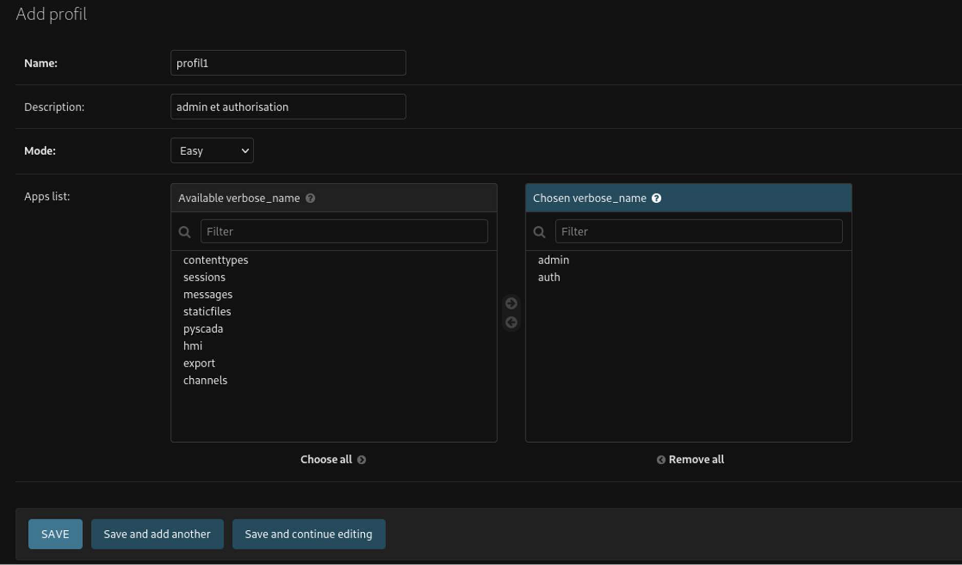 Add profil
Name:
profil1
Description:
admin et authorisation
Mode:
Easy
Apps list:
Available verbose_name
Filter
contenttypes
sessions
messages
staticfiles
pyscada
hmi
export
channels
Choose all
Chosen verbose_name
Filter
admin
auth
Remove all
SAVE
Save and add another
Save and continue editing